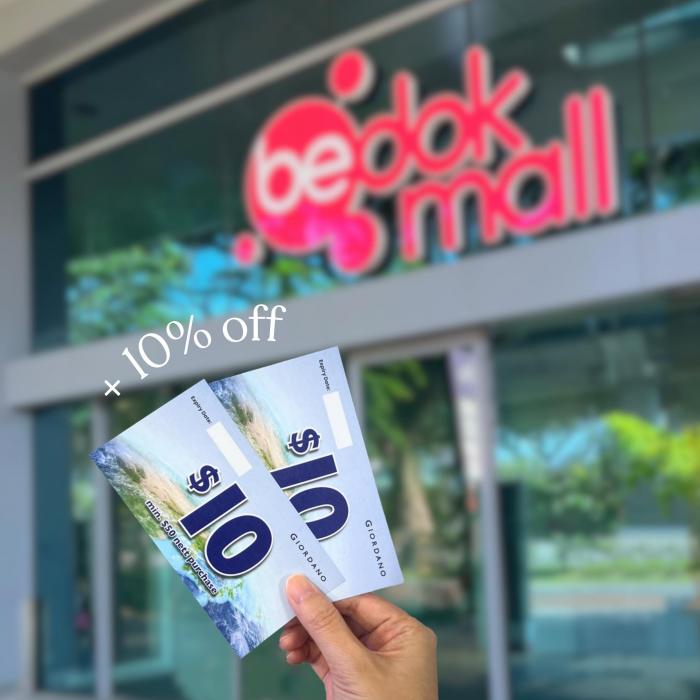 bedok
mall
+ 10% off
Expiry Date:
$10
min. $50 nett purchase
GIORDANO
Expiry Date:
$10
GIORDANO